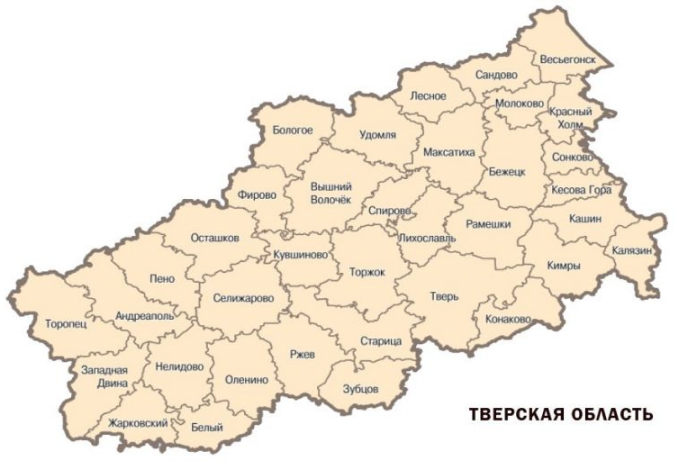 Весьегонск
Сандово
Лесное
Молоково
Красный
Холм
Бологое
Удомля
Максатиха
Сонково
Бежецк
Кесова Гора
Фирово
Вышний
Волочёк
Спирово
Кашин
Рамешки
Осташков
Лихославль
Калязин
Кувшиново
Торжок
Кимры
Пено
Селижарово
Тверь
Андреаполь
Конаково
Торопец
Старица
Ржев
Западная
Двина
Нелидово
Оленино
Зубцов
Жарковский
Белый
ТВЕРСКАЯ ОБЛАСТЬ